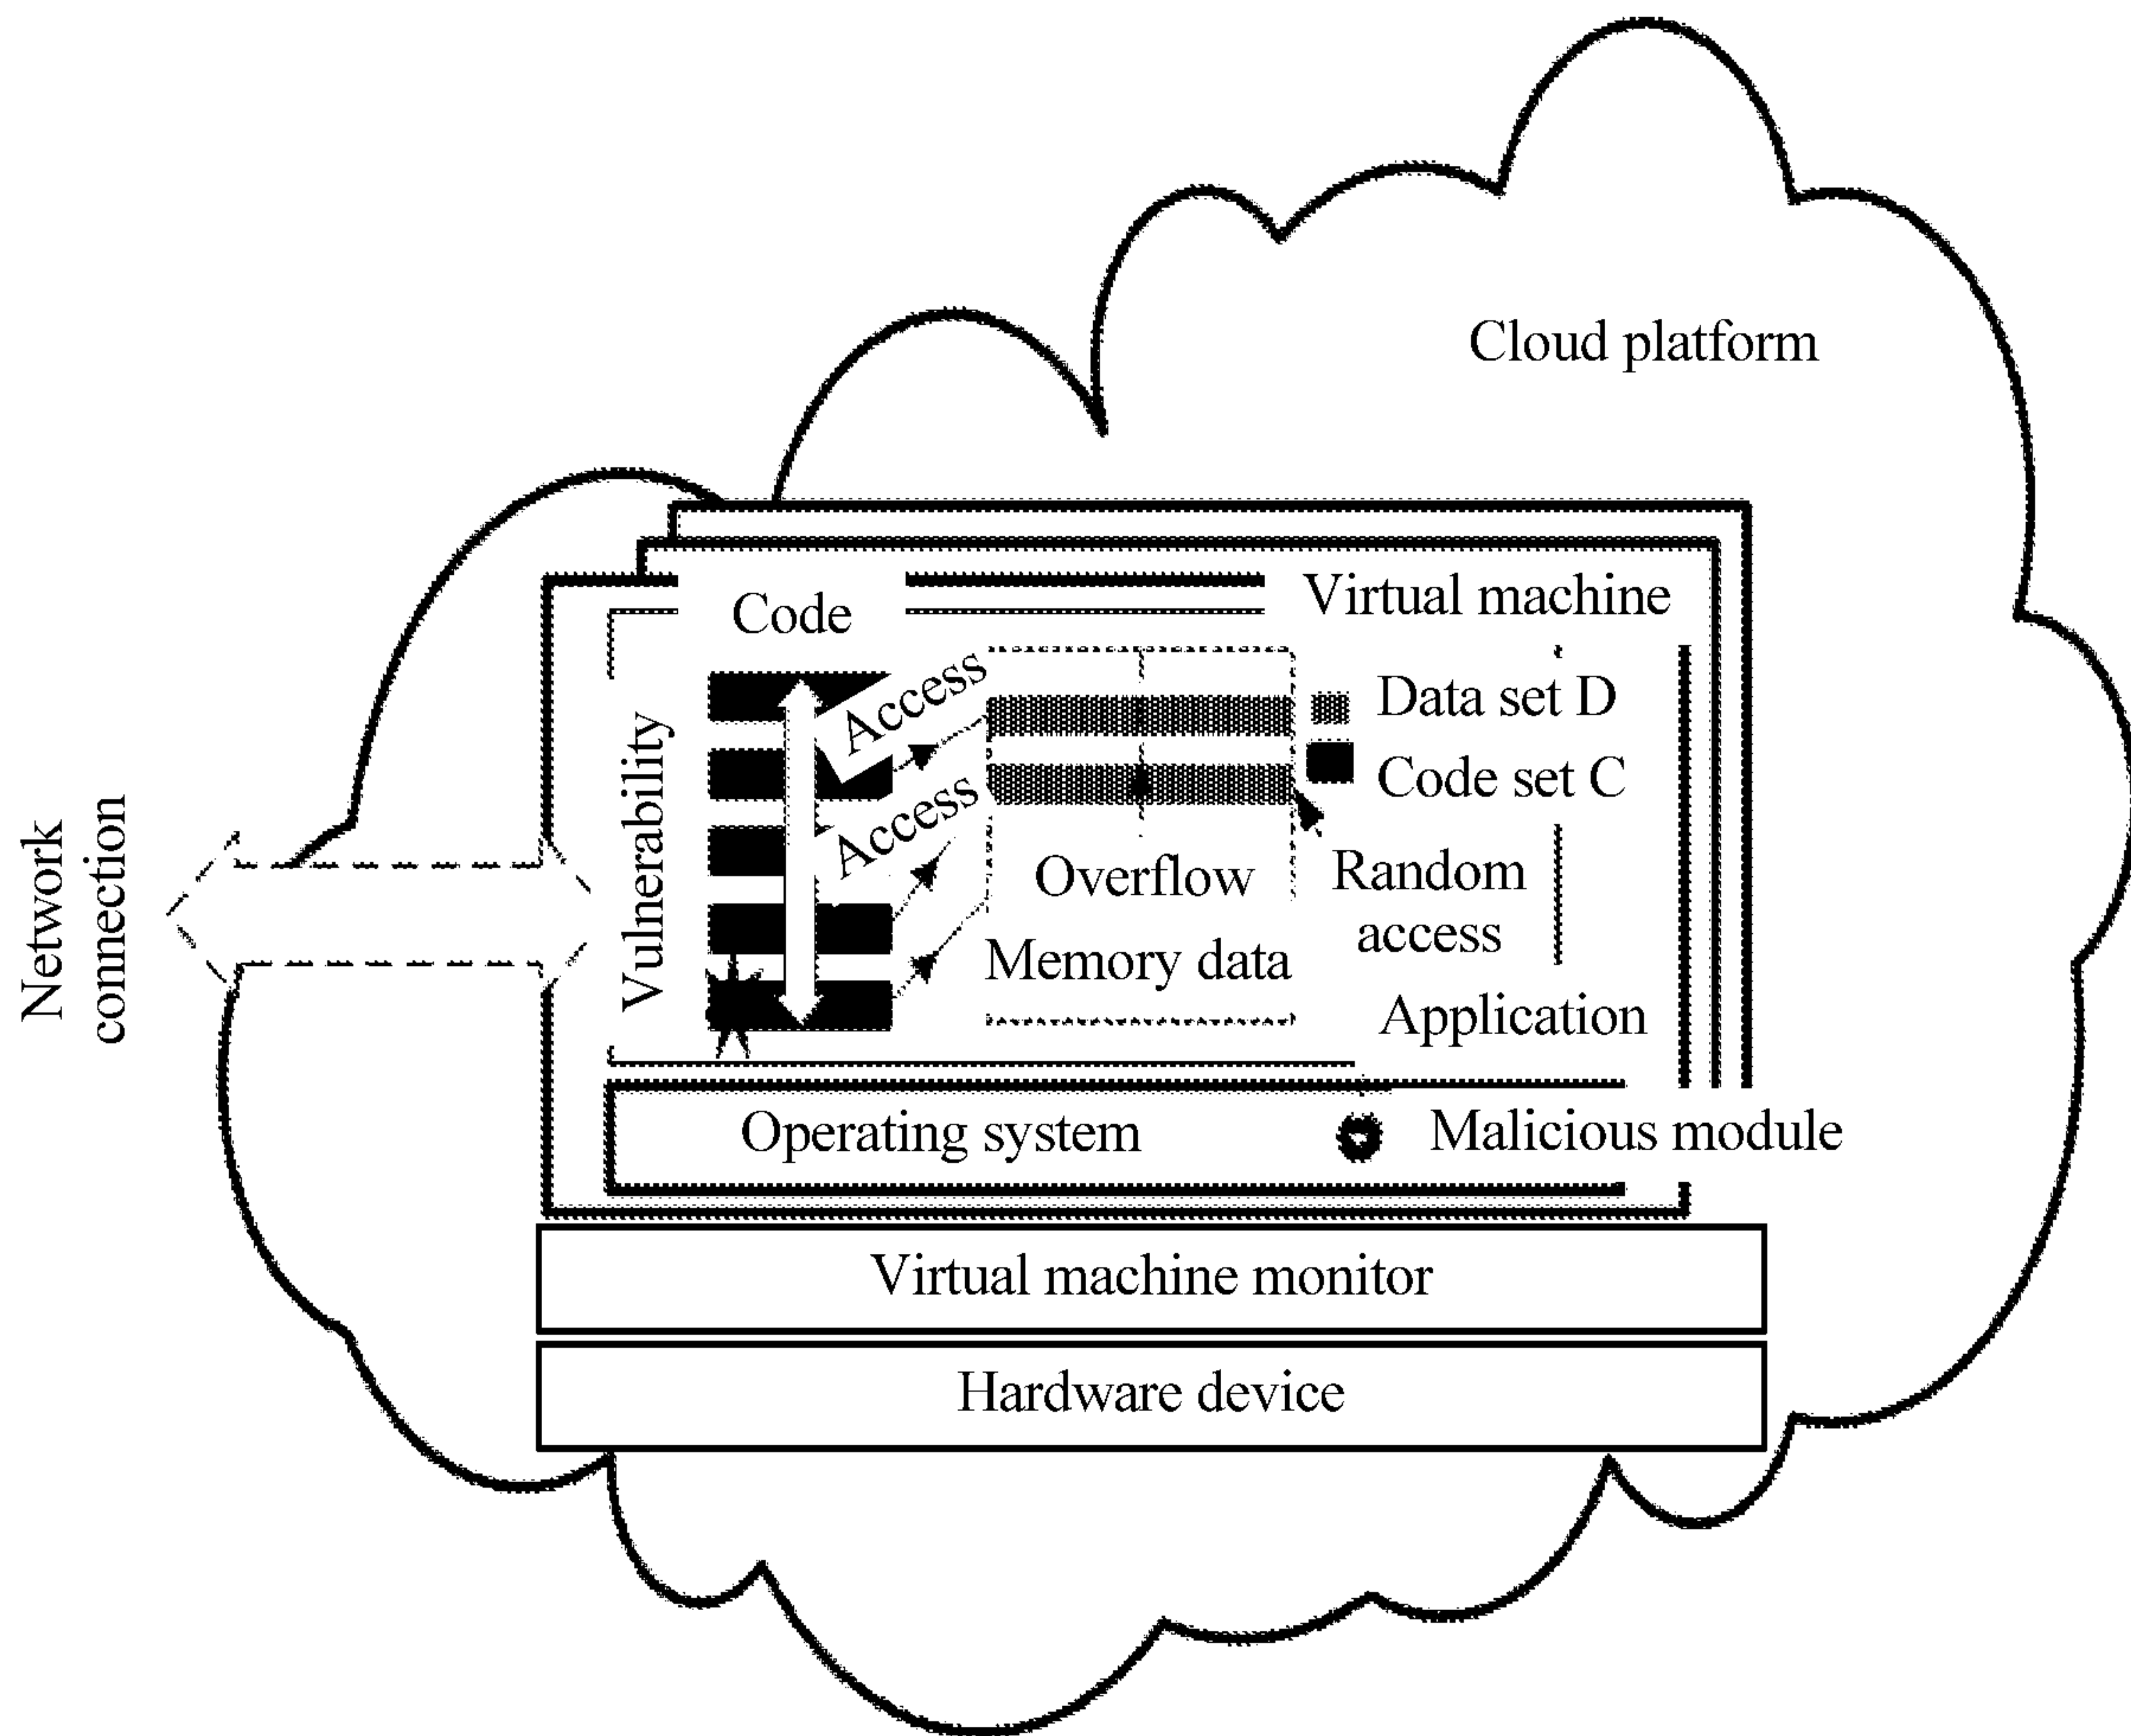 Cloud platform
Network
connection
Virtual machine
Code
Vulnerability
Access
Access
Data set D
Code set C
Overflow
Random
access
Memory data
Application
Operating system
Malicious module
Virtual machine monitor
Hardware device